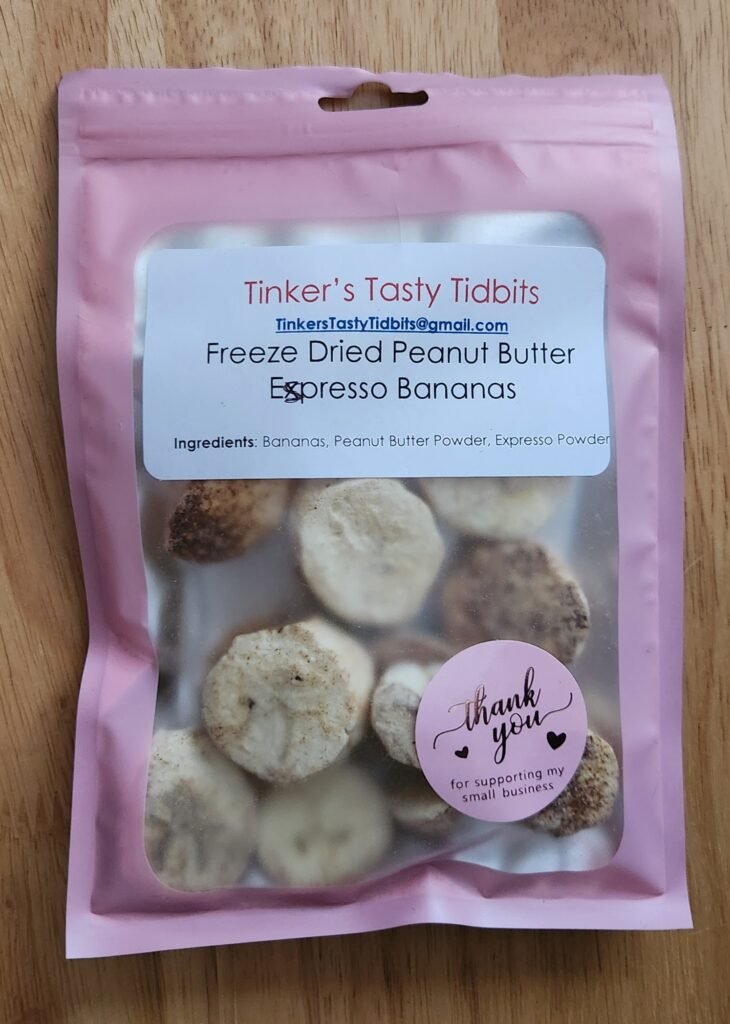 Tinker's Tasty Tidbits
TinkersTastyTidbits@gmail.com
Freeze Dried Peanut Butter
Espresso Bananas
Ingredients: Bananas, Peanut Butter Powder, Expresso Powder
thank
you
for supporting my
small business